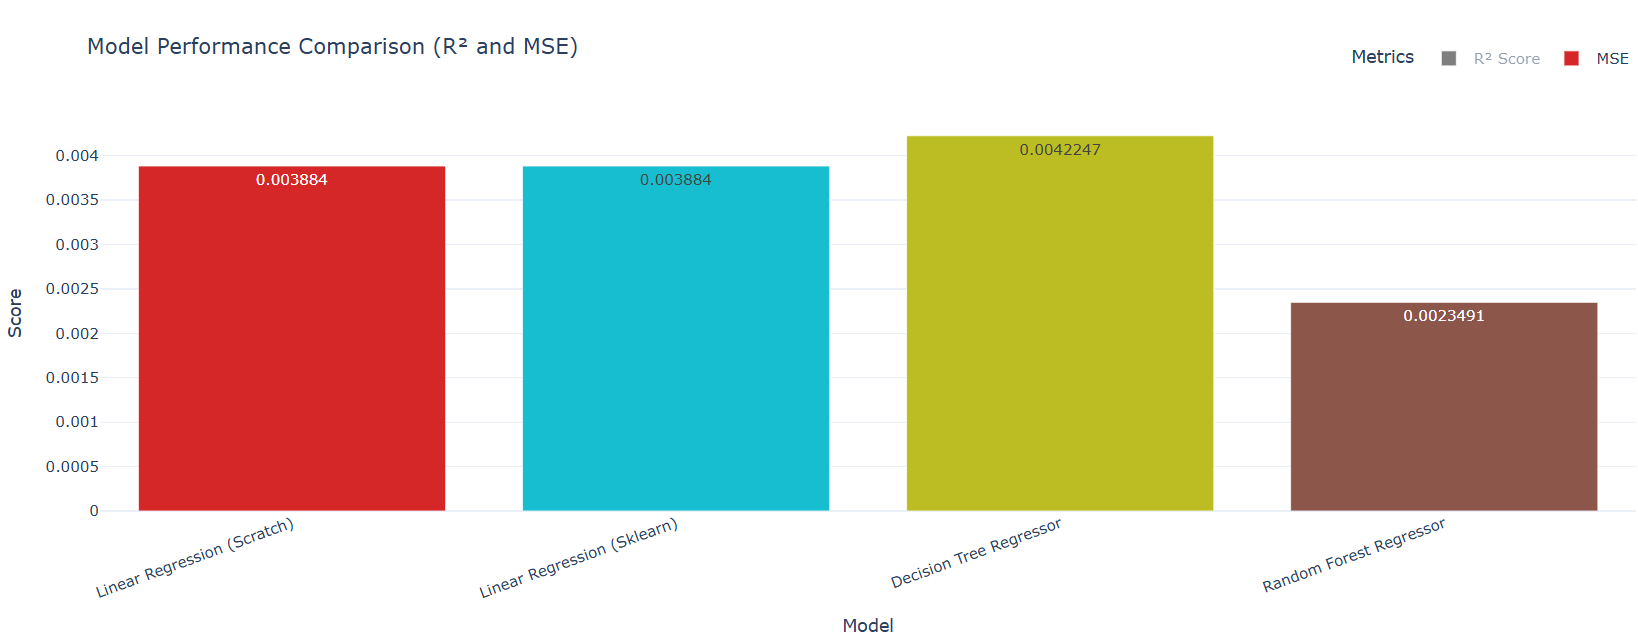 Model Performance Comparison (R² and MSE)
Metrics
R² Score
MSE
Score
0.004
0.0035
0.003
0.0025
0.002
0.0015
0.001
0.0005
0
0.003884
0.003884
0.0042247
0.0023491
Linear Regression (Scratch)
Linear Regression (Sklearn)
Decision Tree Regressor
Random Forest Regressor
Model